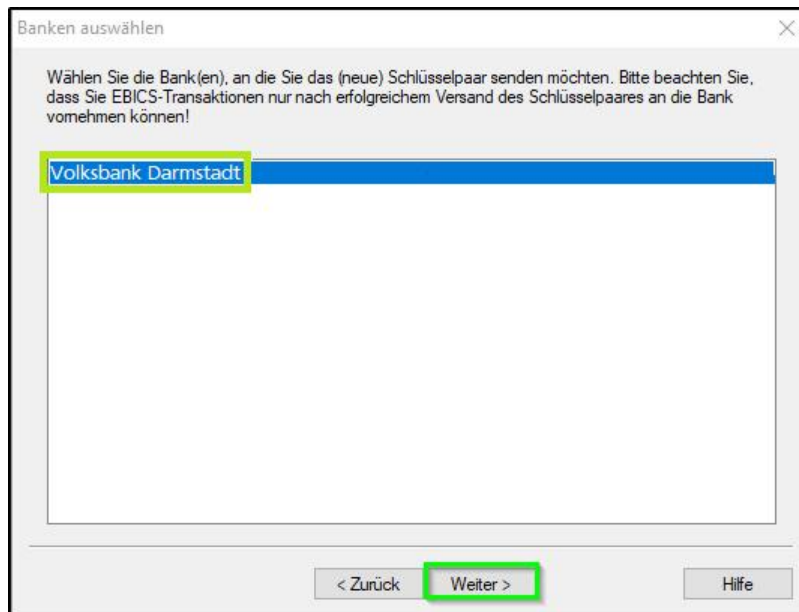 Banken auswählen
Wählen Sie die Bank(en), an die Sie das (neue) Schlüsselpaar senden möchten. Bitte beachten Sie,
dass Sie EBICS-Transaktionen nur nach erfolgreichem Versand des Schlüsselpaares an die Bank
vornehmen können!
Volksbank Darmstadt
< Zurück Weiter > Hilfe